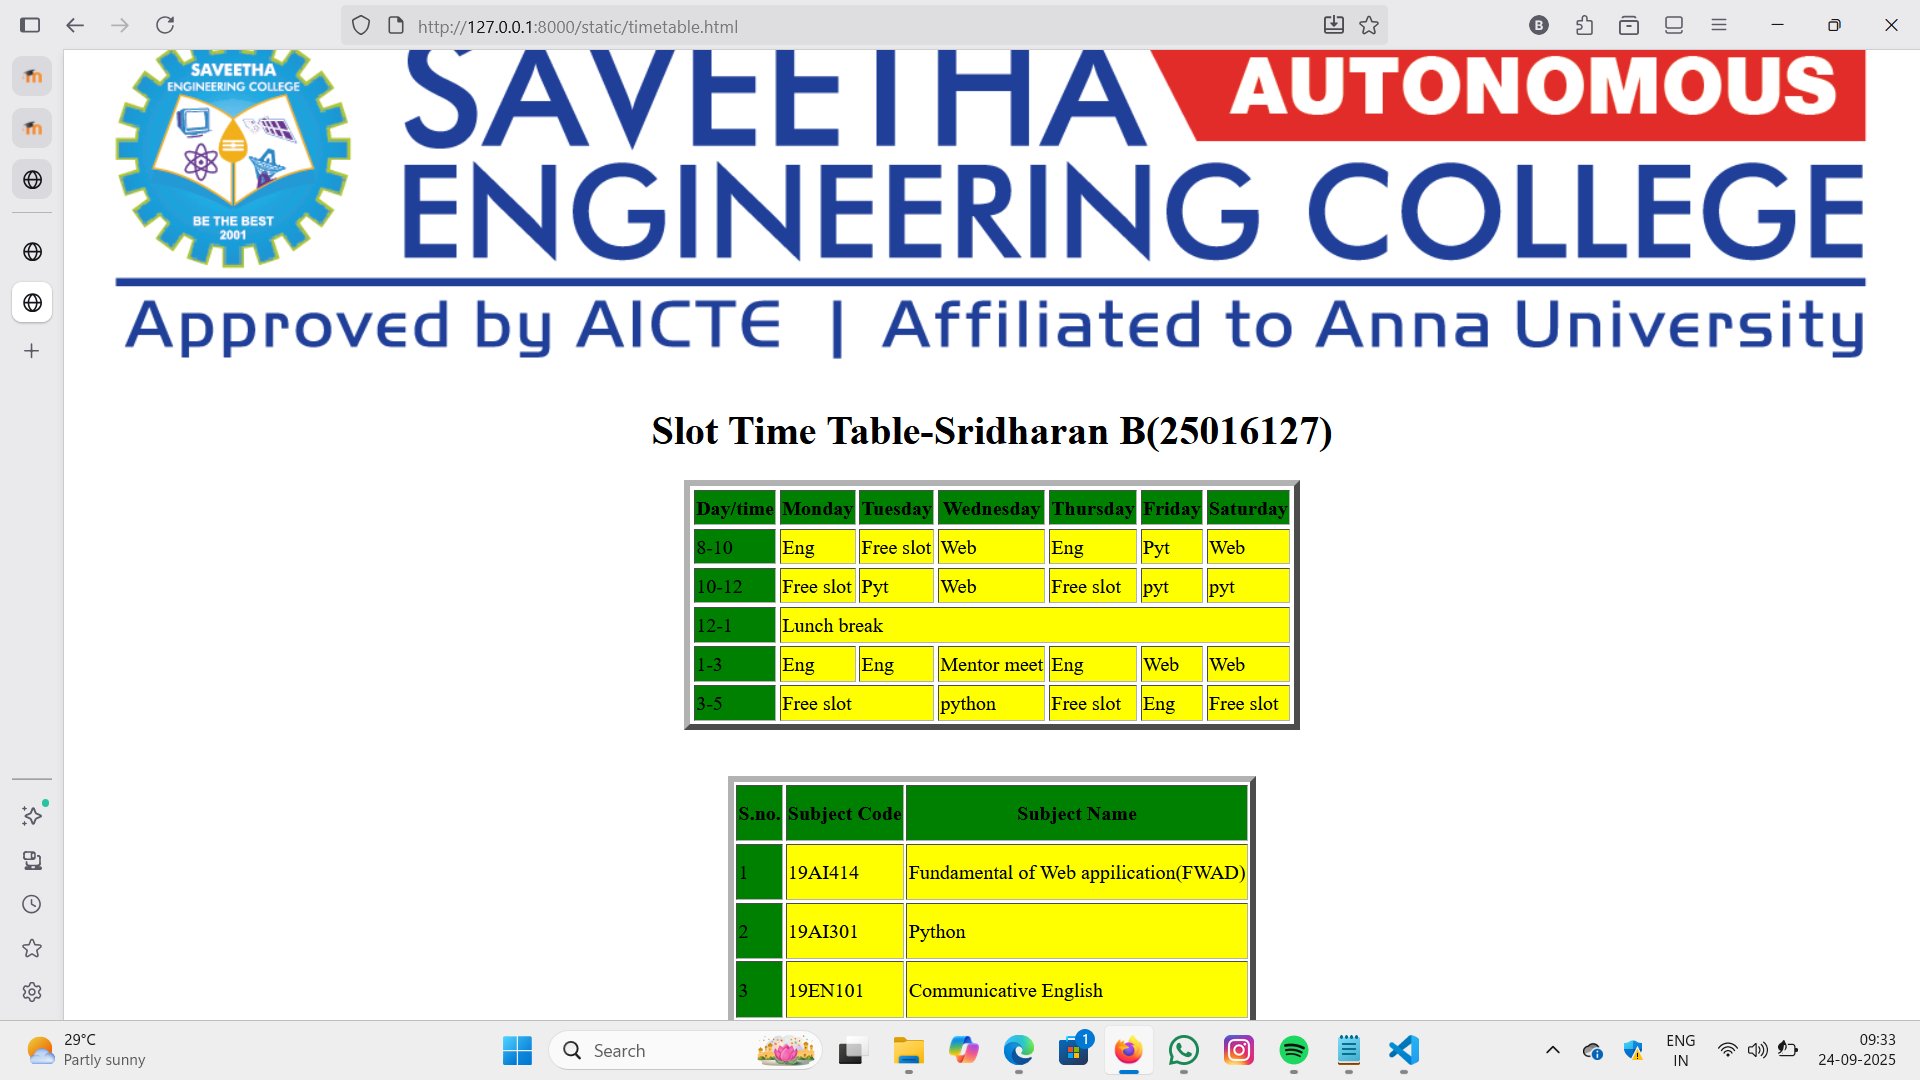 http://127.0.0.1:8000/static/timetable.html
B
SAVEETHA
ENGINEERING COLLEGE
BE THE BEST
2001
SAVEETHA
AUTONOMOUS
ENGINEERING COLLEGE
Approved by AICTE | Affiliated to Anna University
Slot Time Table-Sridharan B(25016127)
Day/time Monday Tuesday Wednesday Thursday Friday Saturday
8-10 Eng Free slot Web Eng Pyt Web
10-12 Free slot Pyt Web Free slot pyt pyt
12-1 Lunch break
1-3 Eng Eng Mentor meet Eng Web Web
3-5 Free slot python Free slot Eng Free slot
S.no. Subject Code Subject Name
1 19AI414 Fundamental of Web appilication(FWAD)
2 19AI301 Python
3 19EN101 Communicative English
29°C
Partly sunny
Search
1
ENG
IN
09:33
24-09-2025